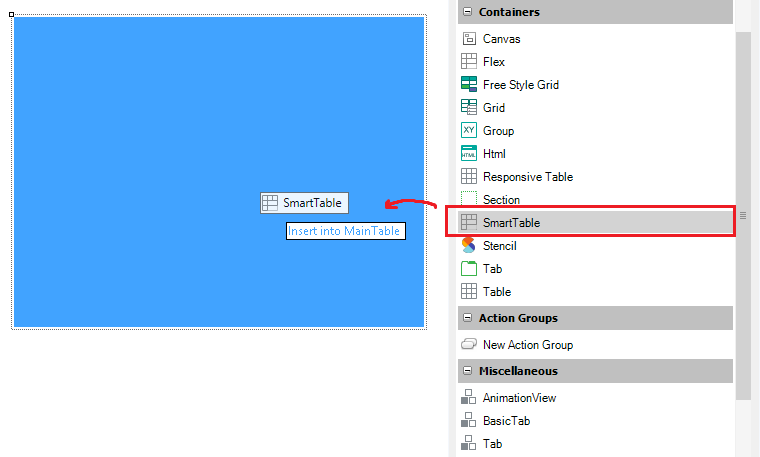 SmartTable
Insert into MainTable
Containers
Canvas
Flex
Free Style Grid
Grid
XY
Group
HTML
Html
Responsive Table
Section
SmartTable
Stencil
Tab
Table
Action Groups
New Action Group
Miscellaneous
AnimationView
BasicTab
Tab